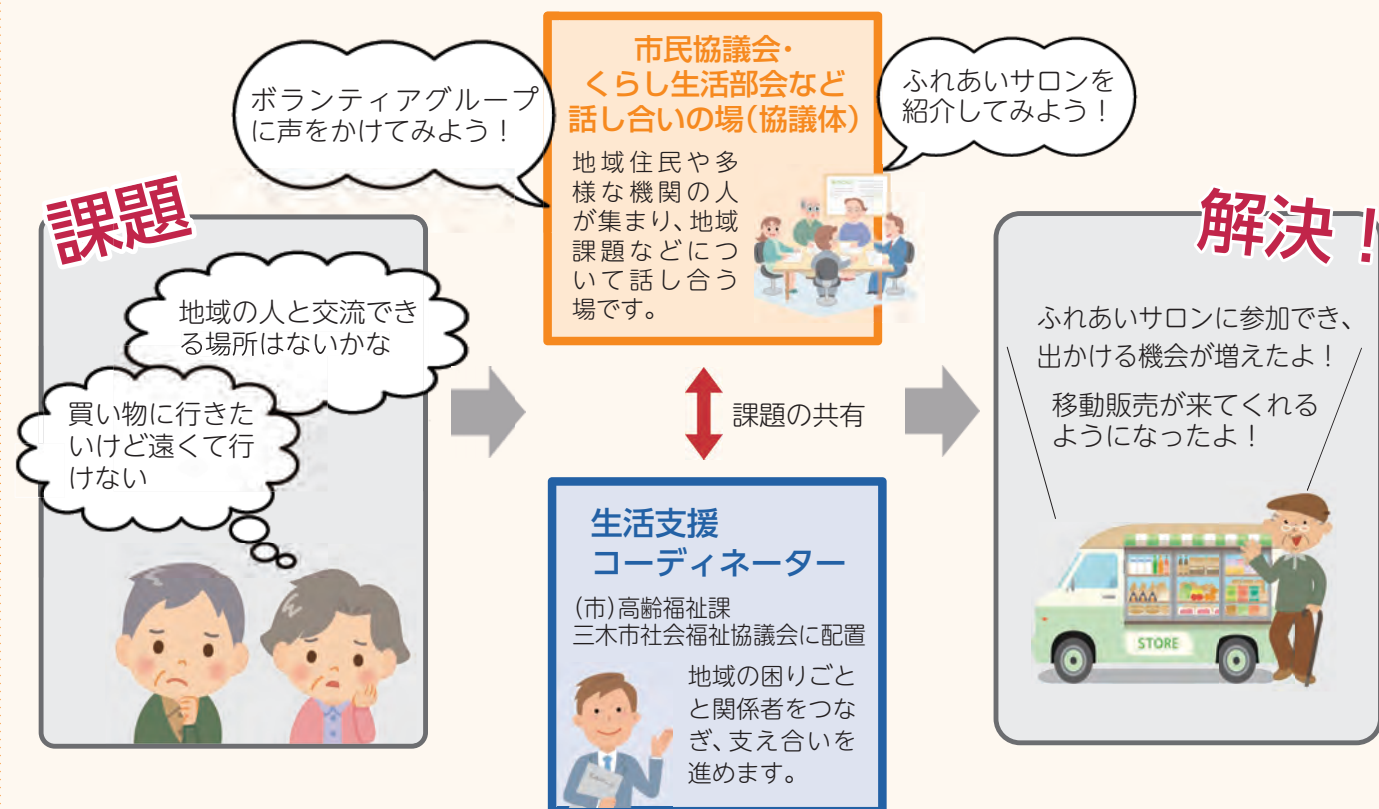 課題
地域の人と交流でき
る場所はないかな
買い物に行きた
いけど遠くて行
けない
ボランティアグループ
に声をかけてみよう！
市民協議会・
くらし生活部会など
話し合いの場（協議体）
地域住民や多
様な機関の人
が集まり、地域
課題などにつ
いて話し合う
場です。
ふれあいサロンを
紹介してみよう！
課題の共有
生活支援
コーディネーター
（市）高齢福祉課
三木市社会福祉協議会に配置
地域の困りごと
と関係者をつな
ぎ、支え合いを
進めます。
解決！
ふれあいサロンに参加でき、
出かける機会が増えたよ！
移動販売が来てくれる
ようになったよ！
STORE